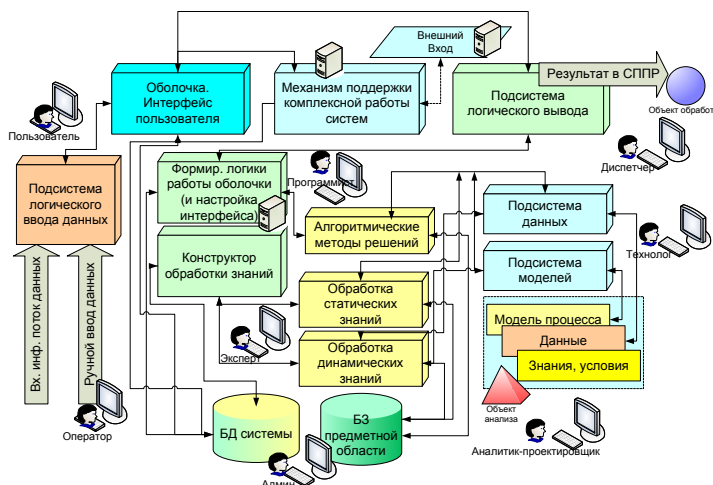 Внешний
Вход
Оболочка.
Интерфейс
пользователя
Механизм поддержки
комплексной работы
систем
Подсистема
логического вывода
Результат в СППР
Объект обработ
Пользователь
Диспетчер
Подсистема
логического
ввода данных
Формир. логики
работы оболочки
(и настройка
интерфейса)
Программист
Алгоритмические
методы решений
Подсистема
данных
Технолог
Конструктор
обработки знаний
Подсистема
моделей
Обработка
статических
знаний
Эксперт
Обработка
динамических
знаний
Модель процесса
Данные
Знания, условия
Объект
анализа
Вх. инф. поток данных
Ручной ввод данных
Оператор
БД системы
БЗ
предметной
области
Админ
Аналитик-проектировщик